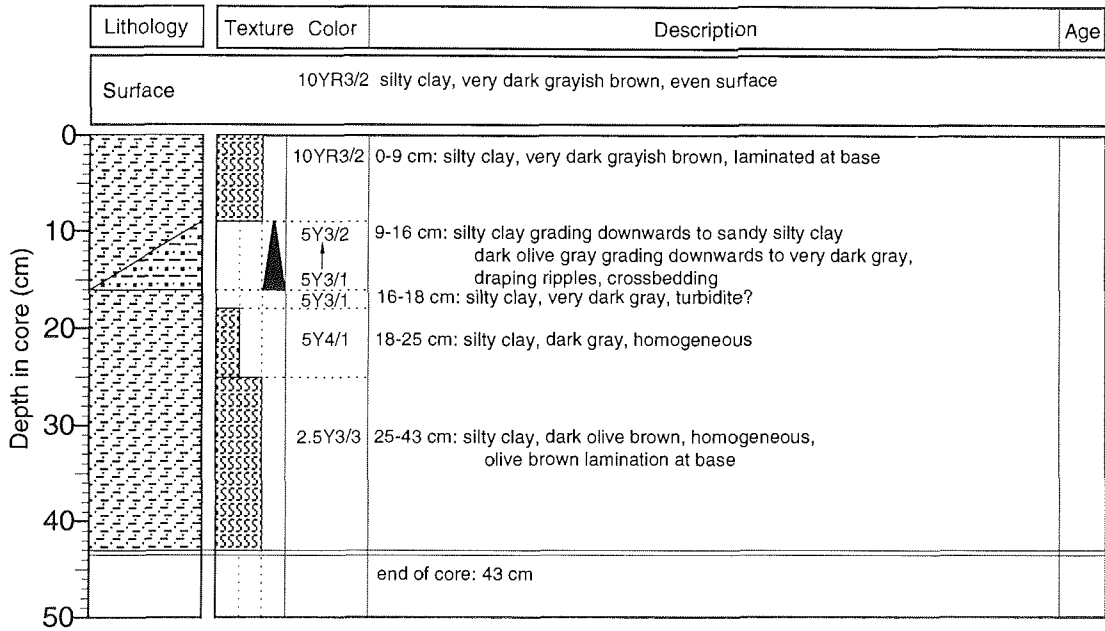 Lithology Texture Color Description Age
Surface 10YR3/2 silty clay, very dark grayish brown, even surface
Depth in core (cm)
0
10YR3/2 0-9 cm: silty clay, very dark grayish brown, laminated at base
10
5Y3/2 9-16 cm: silty clay grading downwards to sandy silty clay
dark olive gray grading downwards to very dark gray,
5Y3/1 draping ripples, crossbedding
5Y3/1 16-18 cm: silty clay, very dark gray, turbidite?
20
5Y4/1 18-25 cm: silty clay, dark gray, homogeneous
30
2.5Y3/3 25-43 cm: silty clay, dark olive brown, homogeneous,
olive brown lamination at base
40
end of core: 43 cm
50